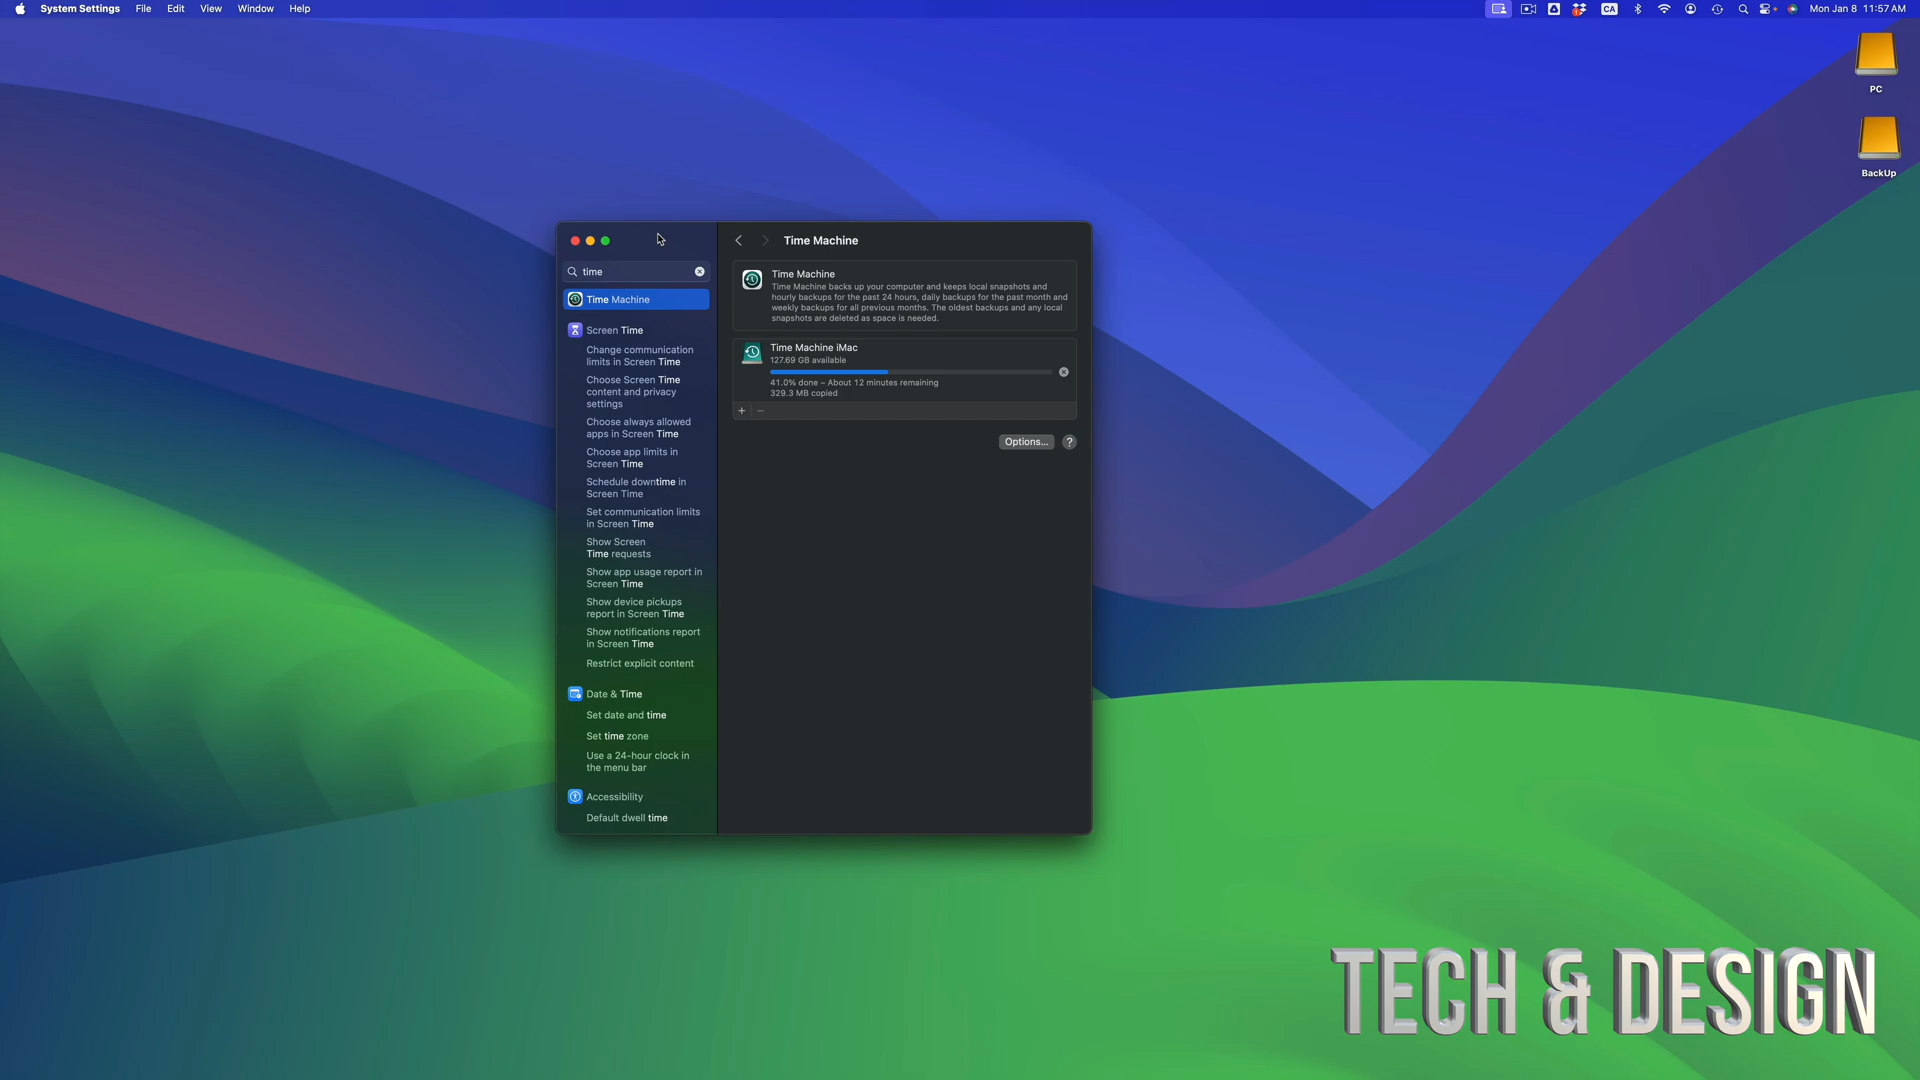 System Settings File Edit View Window Help
CA Mon Jan 8 11:57 AM
PC
BackUp
time
Time Machine
Screen Time
Change communication
limits in Screen Time
Choose Screen Time
content and privacy
settings
Choose always allowed
apps in Screen Time
Choose app limits in
Screen Time
Schedule downtime in
Screen Time
Set communication limits
in Screen Time
Show Screen
Time requests
Show app usage report in
Screen Time
Show device pickups
report in Screen Time
Show notifications report
in Screen Time
Restrict explicit content
Date & Time
Set date and time
Set time zone
Use a 24-hour clock in
the menu bar
Accessibility
Default dwell time
Time Machine
Time Machine
Time Machine backs up your computer and keeps local snapshots and
hourly backups for the past 24 hours, daily backups for the past month and
weekly backups for all previous months. The oldest backups and any local
snapshots are deleted as space is needed.
Time Machine iMac
127.69 GB available
41.0% done – About 12 minutes remaining
329.3 MB copied
+ −
Options... ?
TECH & DESIGN